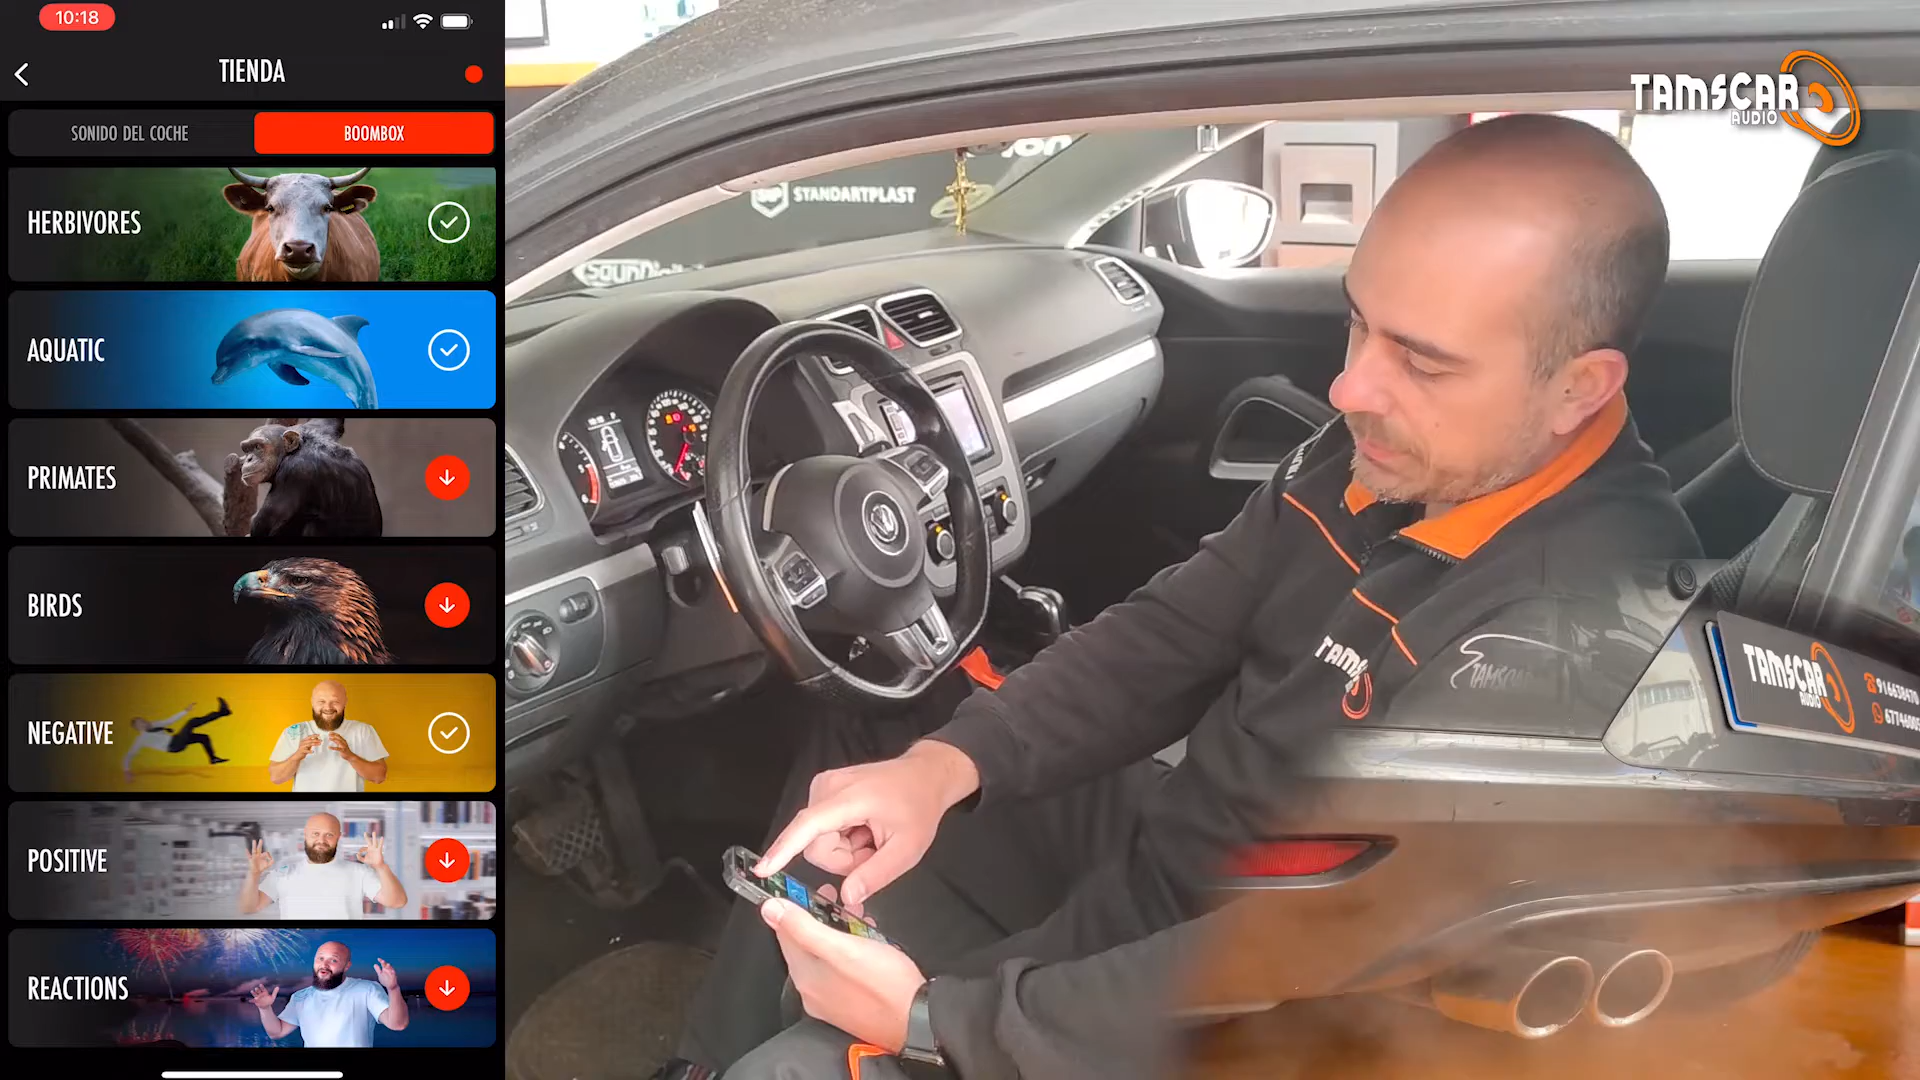 10:18
TIENDA
SONIDO DEL COCHE
BOOMBOX
HERBIVORES
AQUATIC
PRIMATES
BIRDS
NEGATIVE
POSITIVE
REACTIONS
TAMSCAR
AUDIO
STANDARTPLAST
TAMSCAR
AUDIO